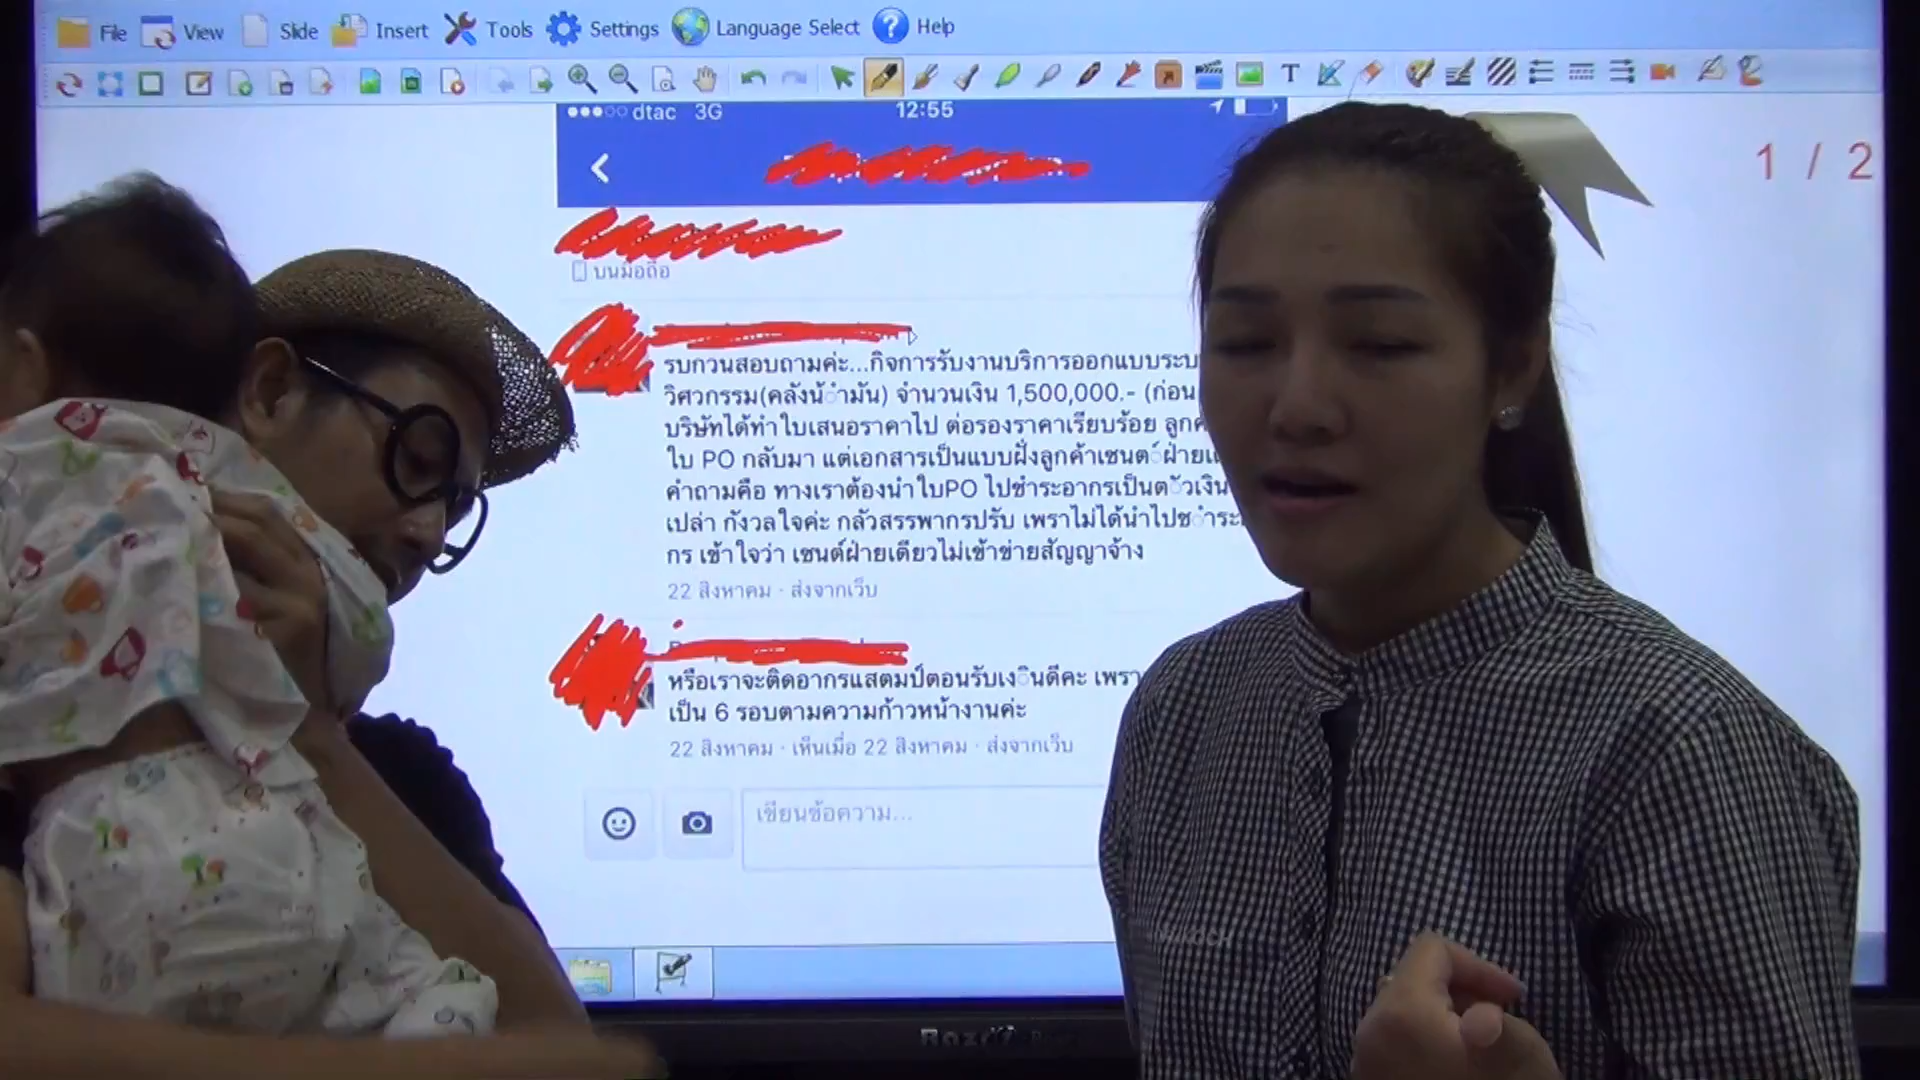 File View Slide Insert Tools Settings Language Select Help
dtac 3G 12:55
1 / 2
บนมือถือ
รบกวนสอบถามค่ะ...กิจการรับงานบริการออกแบบระบ
วิศวกรรม(คลังน้ำมัน) จำนวนเงิน 1,500,000.- (ก่อน
บริษัทได้ทำใบเสนอราคาไป ต่อรองราคาเรียบร้อย ลูกค
ใบ PO กลับมา แต่เอกสารเป็นแบบฝั่งลูกค้าเซนต์ฝ่ายเ
คำถามคือ ทางเราต้องนำใบPO ไปชำระอากรเป็นตัวเงิน
เปล่า กังวลใจค่ะ กลัวสรรพากรปรับ เพราะไม่ได้นำไปชำระ
กร เข้าใจว่า เซนต์ฝ่ายเดียวไม่เข้าข่ายสัญญาจ้าง
22 สิงหาคม · ส่งจากเว็บ
หรือเราจะติดอากรแสตมป์ตอนรับเงินดีคะ เพรา
เป็น 6 รอบตามความก้าวหน้างานค่ะ
22 สิงหาคม · เห็นเมื่อ 22 สิงหาคม · ส่งจากเว็บ
เขียนข้อความ...